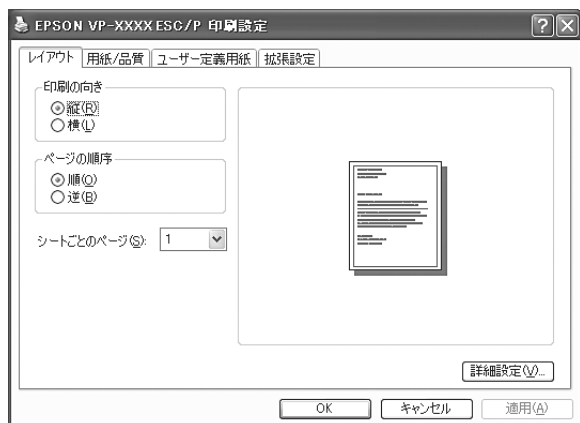 EPSON VP-XXXX ESC/P 印刷設定
レイアウト 用紙/品質 ユーザー定義用紙 拡張設定
印刷の向き
縦(R)
横(L)
ページの順序
順(O)
逆(B)
シートごとのページ(S): 1
詳細設定(V)...
OK キャンセル 適用(A)